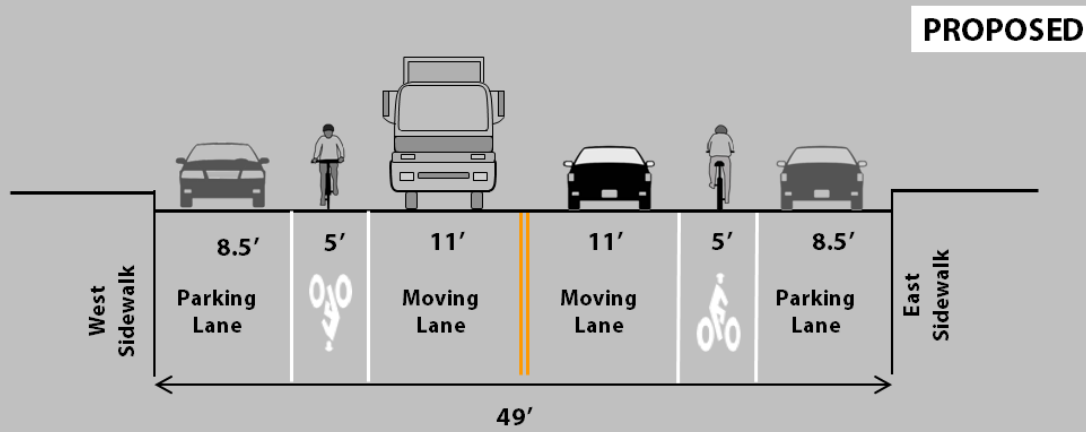 PROPOSED
8.5’
5’
11’
11’
5’
8.5’
West
Sidewalk
Parking
Lane
Moving
Lane
Moving
Lane
Parking
Lane
East
Sidewalk
49’